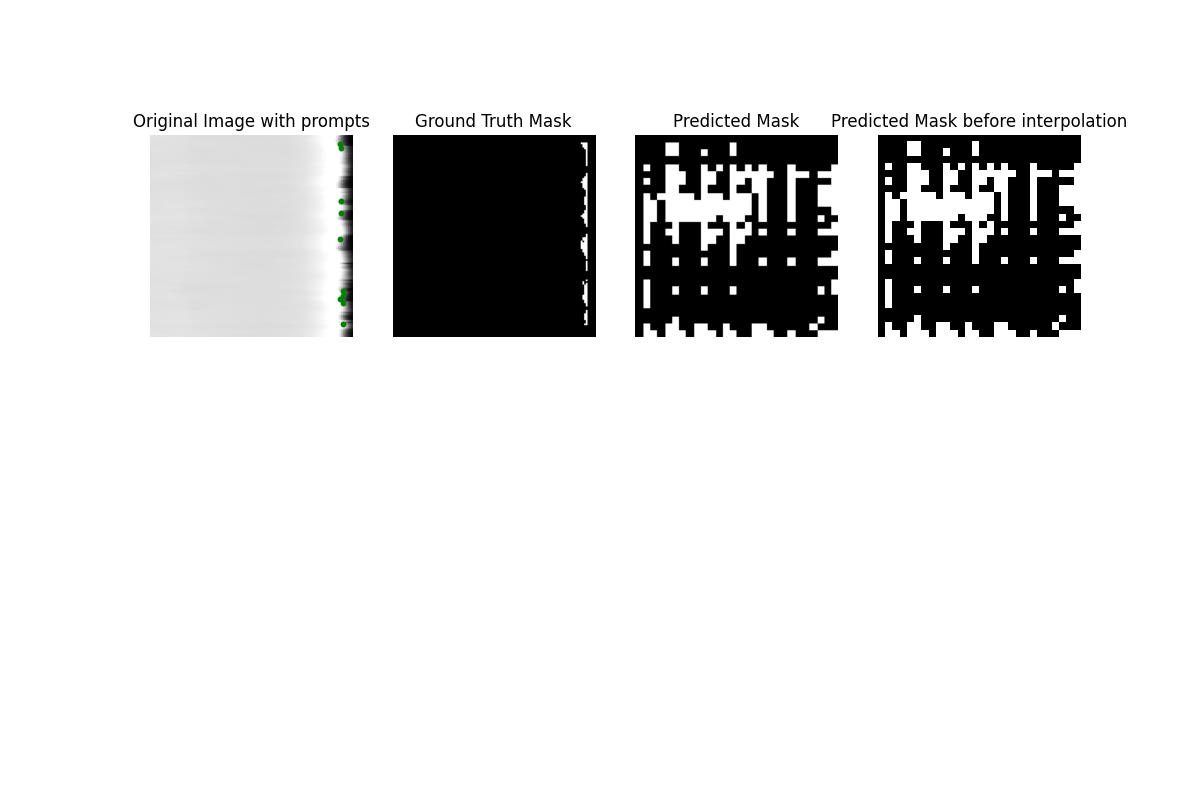 Original Image with prompts
Ground Truth Mask
Predicted Mask
Predicted Mask before interpolation